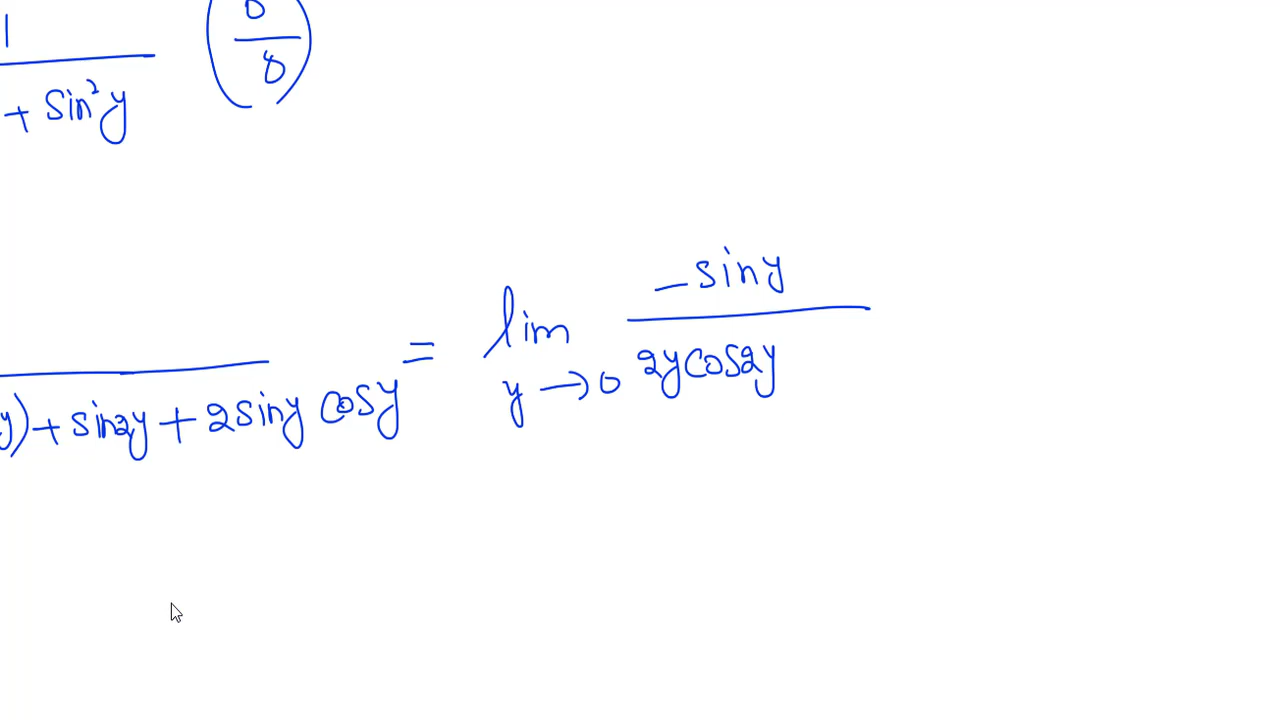 1 / + sin²y (0/0)
y) + sin2y + 2siny cosy = lim y→0 -siny / 2ycos2y